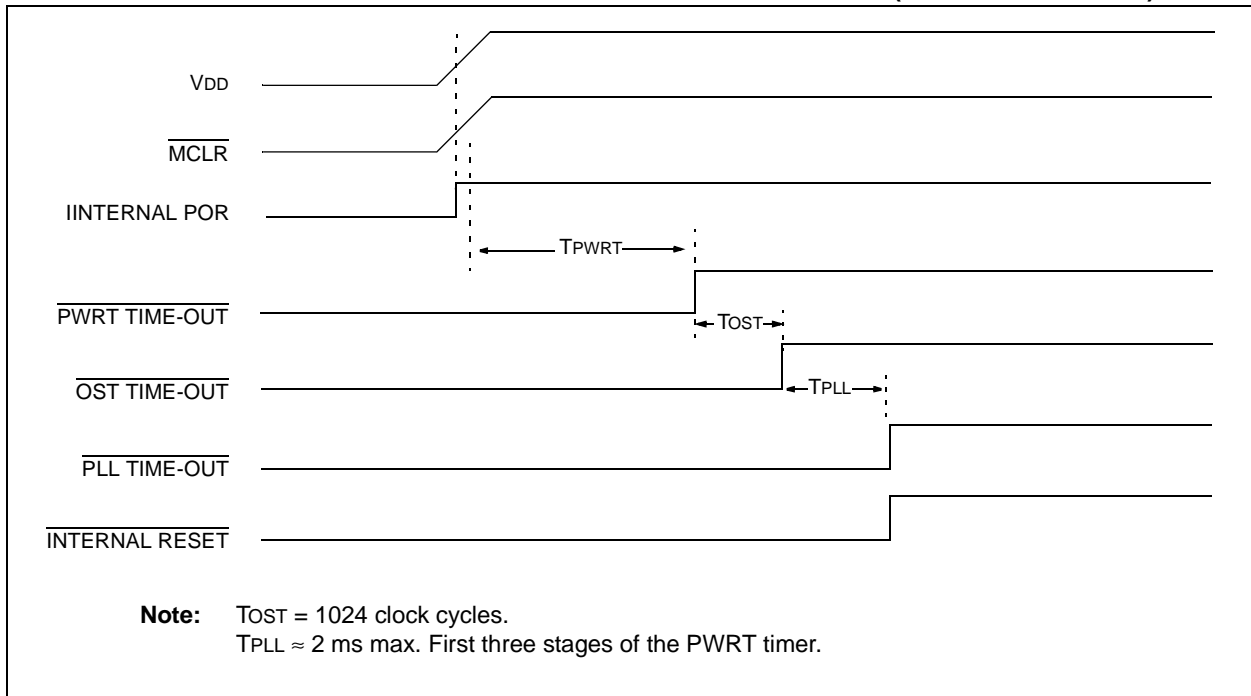 VDD
MCLR
IINTERNAL POR
TPWRT
PWRT TIME-OUT
TOST
OST TIME-OUT
TPLL
PLL TIME-OUT
INTERNAL RESET
Note: TOST = 1024 clock cycles.
TPLL ≈ 2 ms max. First three stages of the PWRT timer.